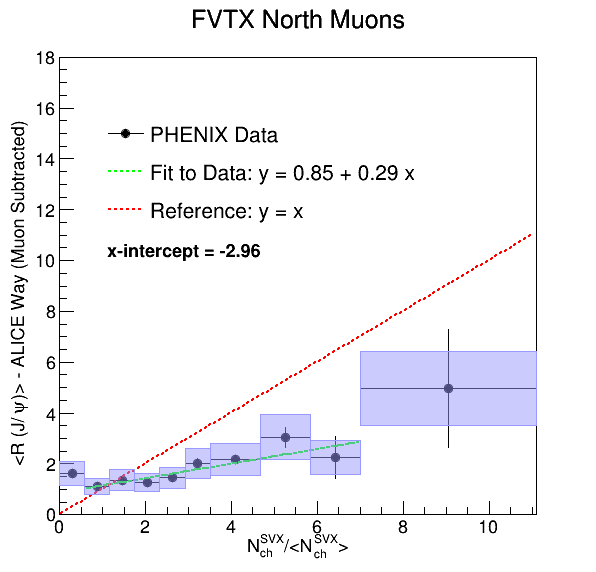 FVTX North Muons
<R (J/ψ)> - ALICE Way (Muon Subtracted)
18
16
14
12
10
8
6
4
2
0
PHENIX Data
Fit to Data: y = 0.85 + 0.29 x
Reference: y = x
x-intercept = -2.96
0 2 4 6 8 10
N_ch^SVX/<N_ch^SVX>